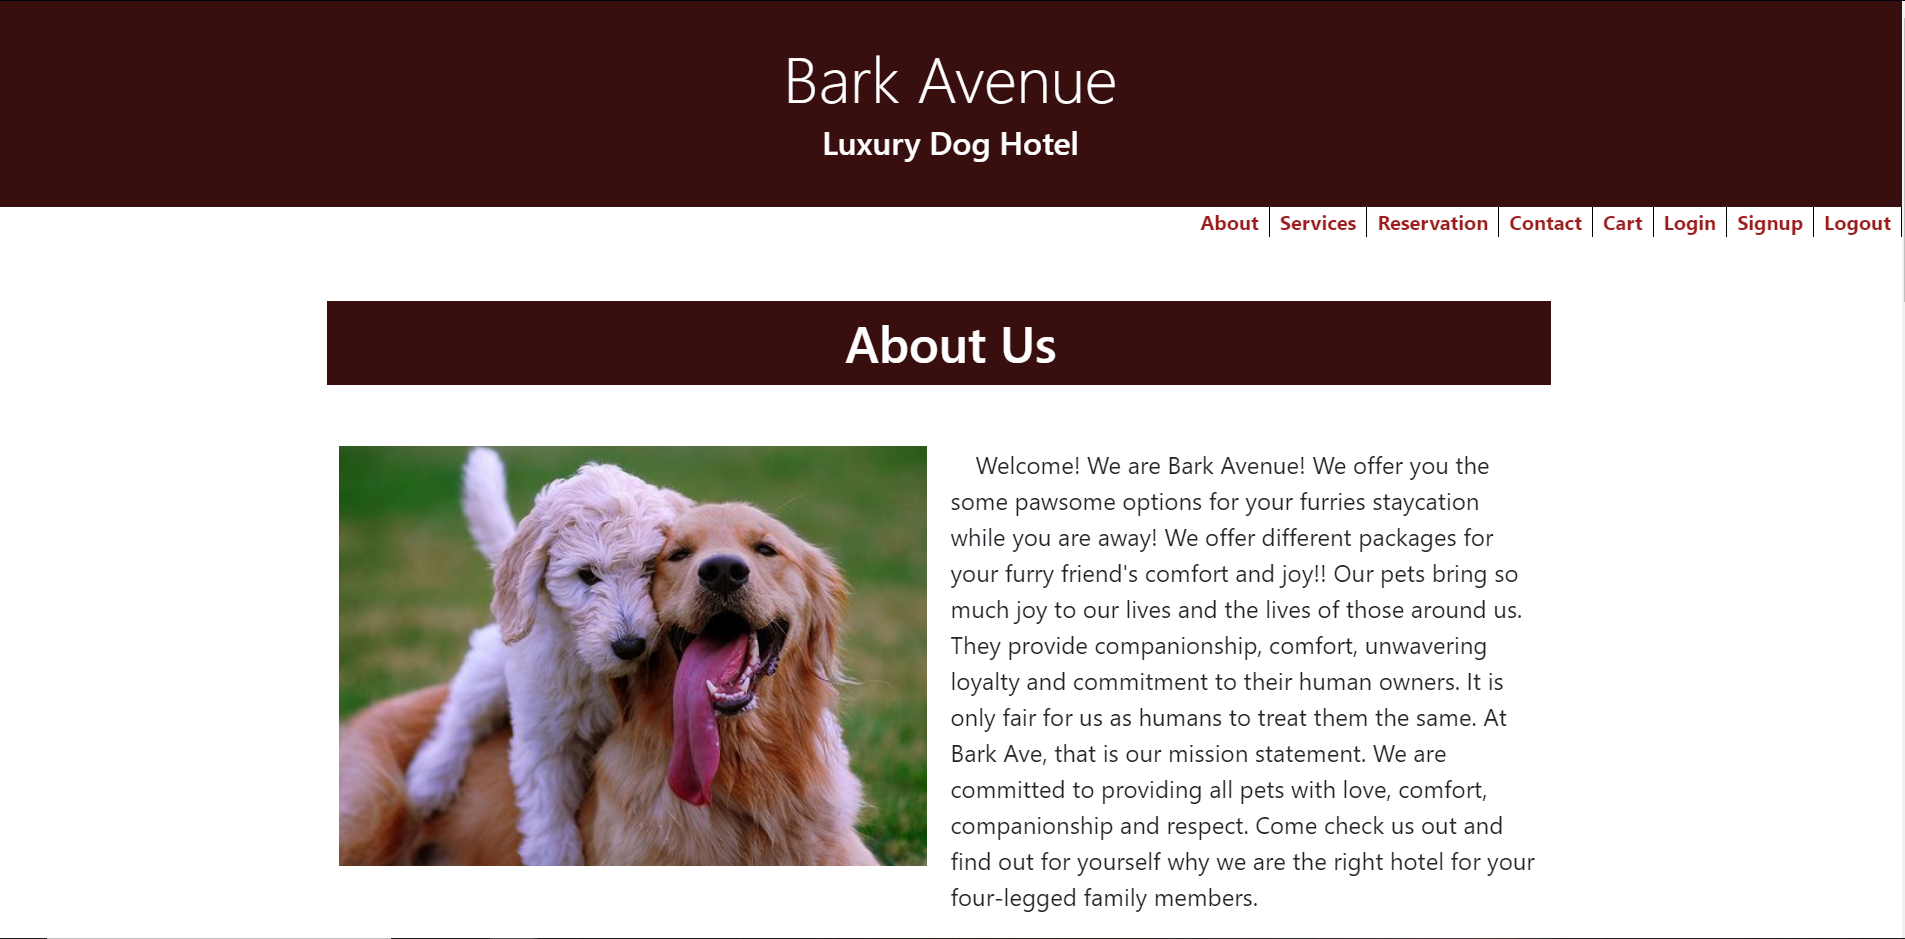 Bark Avenue
Luxury Dog Hotel
About Services Reservation Contact Cart Login Signup Logout
About Us
Welcome! We are Bark Avenue! We offer you the
some pawsome options for your furries staycation
while you are away! We offer different packages for
your furry friend's comfort and joy!! Our pets bring so
much joy to our lives and the lives of those around us.
They provide companionship, comfort, unwavering
loyalty and commitment to their human owners. It is
only fair for us as humans to treat them the same. At
Bark Ave, that is our mission statement. We are
committed to providing all pets with love, comfort,
companionship and respect. Come check us out and
find out for yourself why we are the right hotel for your
four-legged family members.